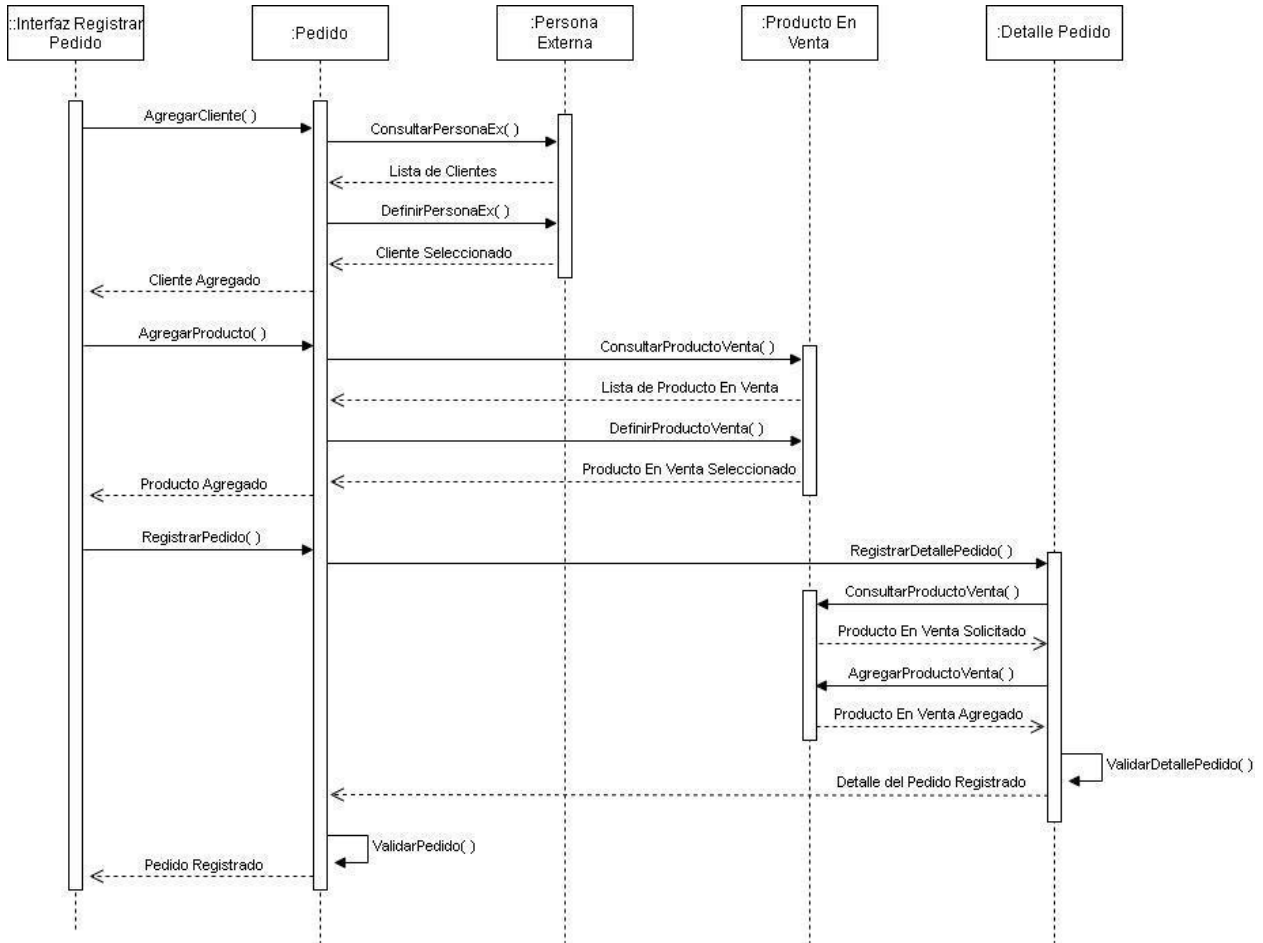 ::Interfaz Registrar
Pedido
:Pedido
:Persona
Externa
:Producto En
Venta
:Detalle Pedido
AgregarCliente( )
ConsultarPersonaEx( )
Lista de Clientes
DefinirPersonaEx( )
Cliente Seleccionado
Cliente Agregado
AgregarProducto( )
ConsultarProductoVenta( )
Lista de Producto En Venta
DefinirProductoVenta( )
Producto En Venta Seleccionado
Producto Agregado
RegistrarPedido( )
RegistrarDetallePedido( )
ConsultarProductoVenta( )
Producto En Venta Solicitado
AgregarProductoVenta( )
Producto En Venta Agregado
ValidarDetallePedido( )
Detalle del Pedido Registrado
ValidarPedido( )
Pedido Registrado